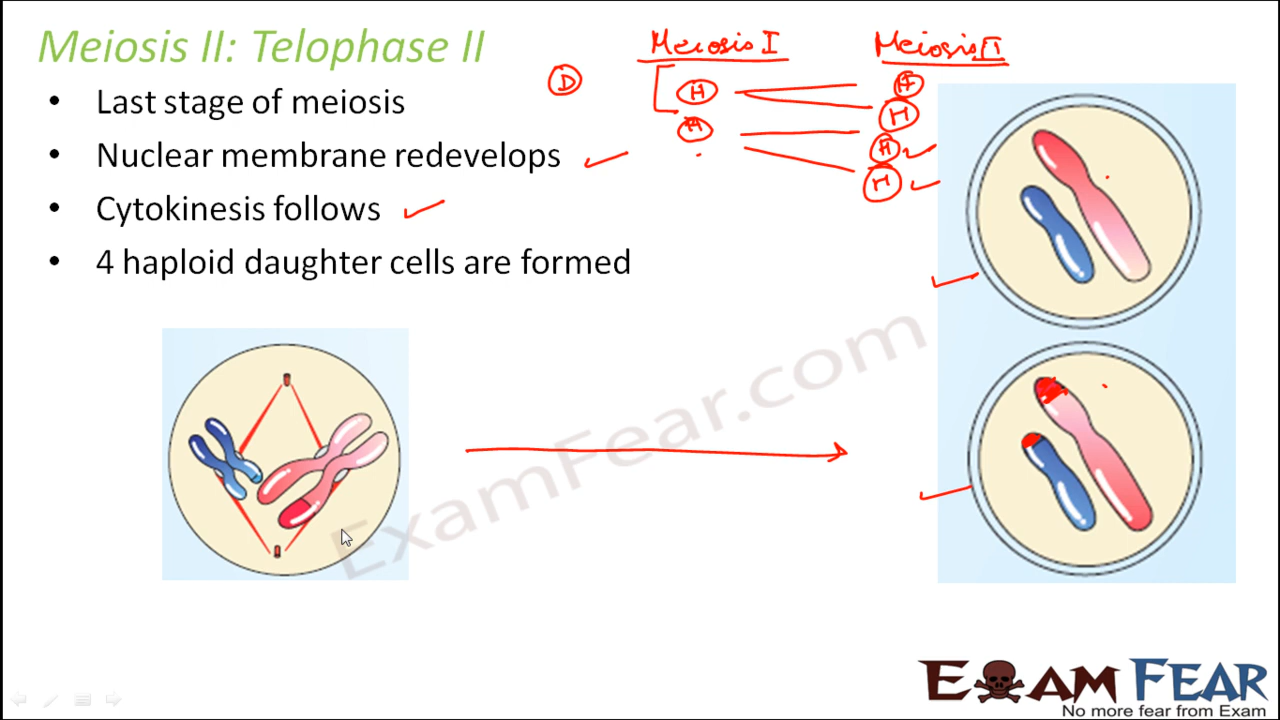 Meiosis II: Telophase II
Meiosis I
Meiosis II
• Last stage of meiosis
D
H
H
H
• Nuclear membrane redevelops
H
H
H
• Cytokinesis follows
• 4 haploid daughter cells are formed
ExamFear.com
EXAM FEAR
No more fear from Exam